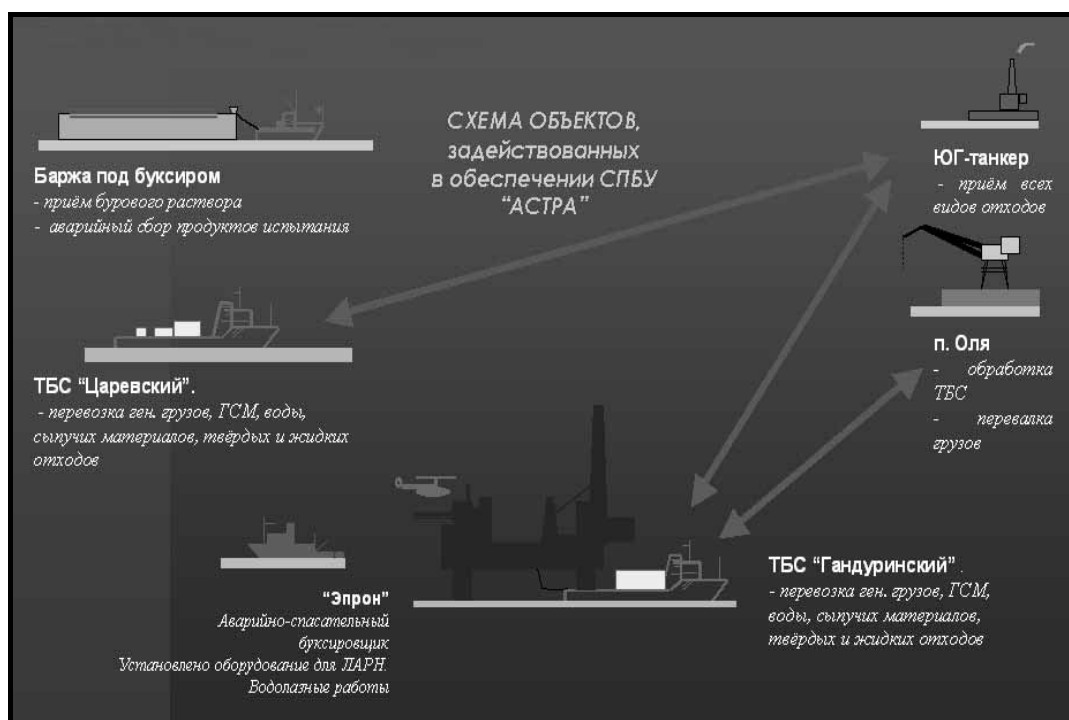 СХЕМА ОБЪЕКТОВ,
задействованных
в обеспечении СПБУ
“АСТРА”
Баржа под буксиром
- приём бурового раствора
- аварийный сбор продуктов испытания
ЮГ-танкер
- приём всех
видов отходов
ТБС “Царевский”.
- перевозка ген. грузов, ГСМ, воды,
сыпучих материалов, твёрдых и жидких
отходов
п. Оля
- обработка
ТБС
- перевалка
грузов
“Эпрон”
Аварийно-спасательный
буксировщик
Установлено оборудование для ЛАРН.
Водолазные работы
ТБС “Гандуринский” .
- перевозка ген. грузов, ГСМ,
воды, сыпучих материалов,
твёрдых и жидких отходов